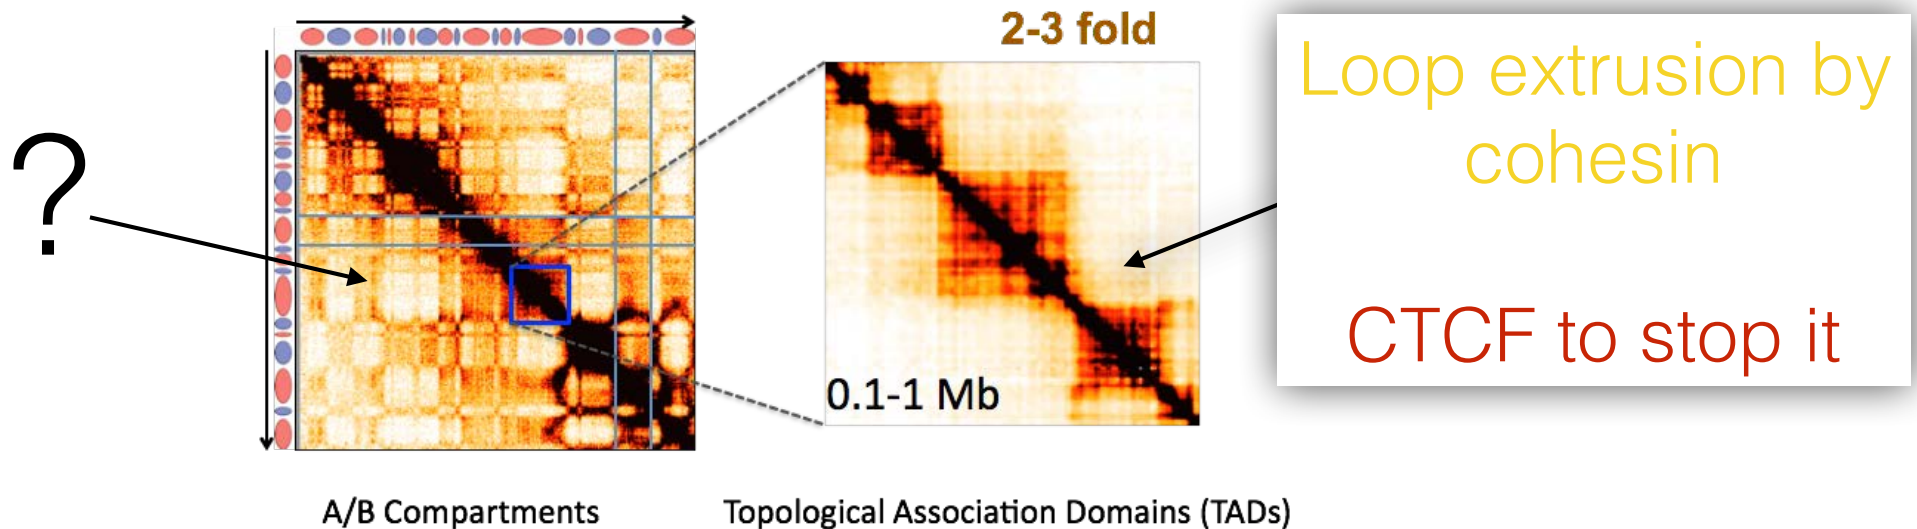 2-3 fold
Loop extrusion by
cohesin
?
CTCF to stop it
0.1-1 Mb
A/B Compartments
Topological Association Domains (TADs)